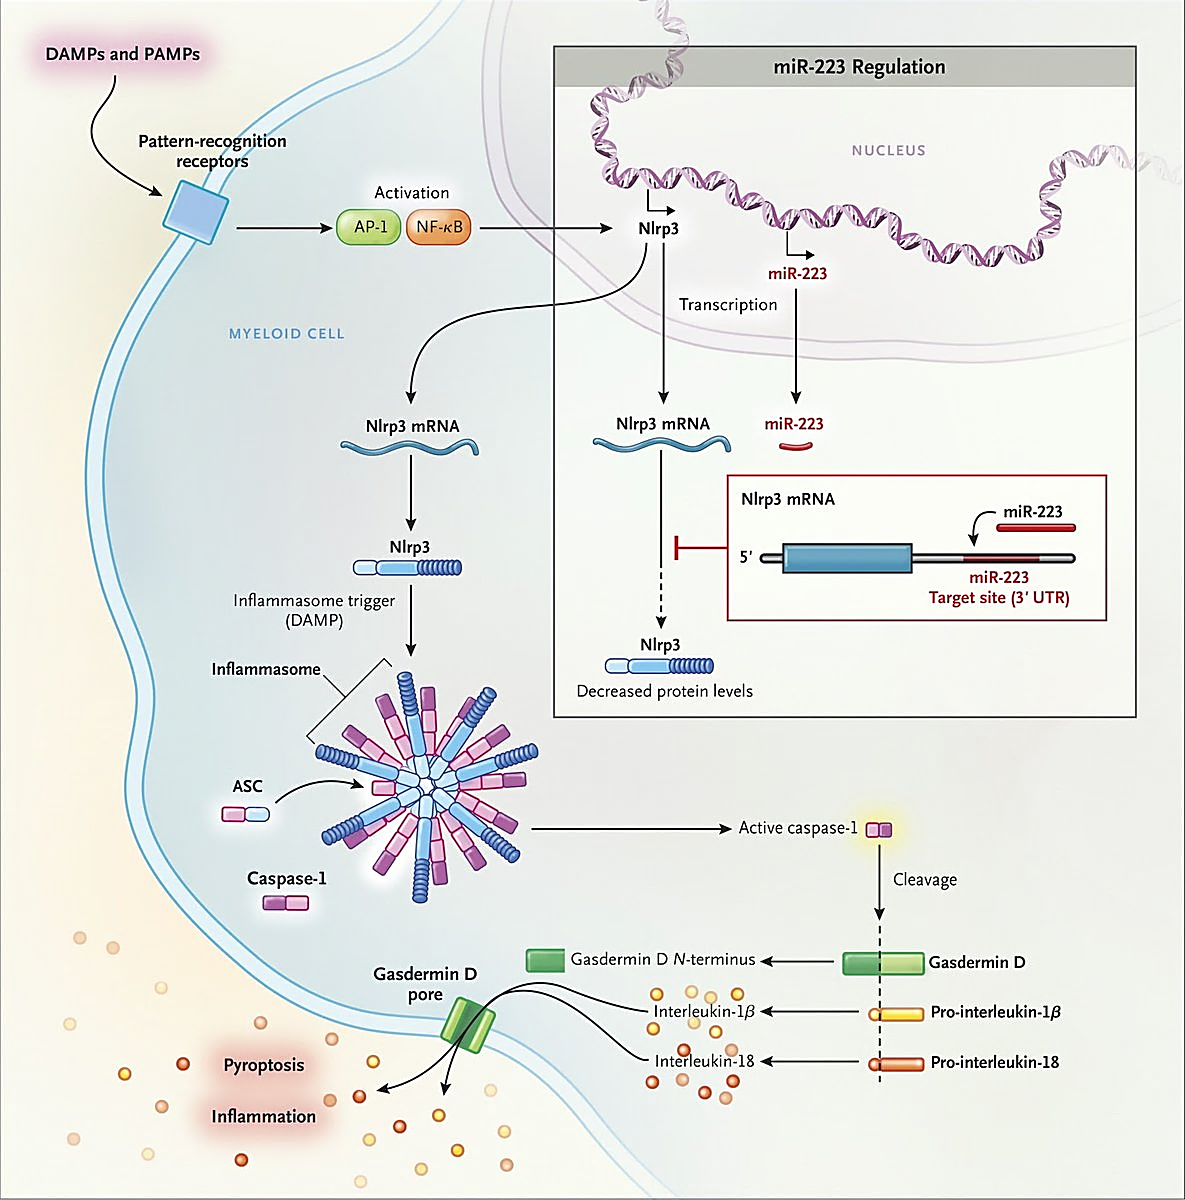 DAMPs and PAMPs
Pattern-recognition
receptors
Activation
AP-1
NF-κB
MYELOID CELL
miR-223 Regulation
NUCLEUS
Nlrp3
miR-223
Transcription
Nlrp3 mRNA
Nlrp3 mRNA
miR-223
Nlrp3 mRNA
miR-223
5′
miR-223
Target site (3′ UTR)
Nlrp3
Inflammasome trigger
(DAMP)
Nlrp3
Decreased protein levels
Inflammasome
ASC
Caspase-1
Active caspase-1
Cleavage
Gasdermin D
pore
Gasdermin D N-terminus
Gasdermin D
Interleukin-1β
Pro-interleukin-1β
Interleukin-18
Pro-interleukin-18
Pyroptosis
Inflammation